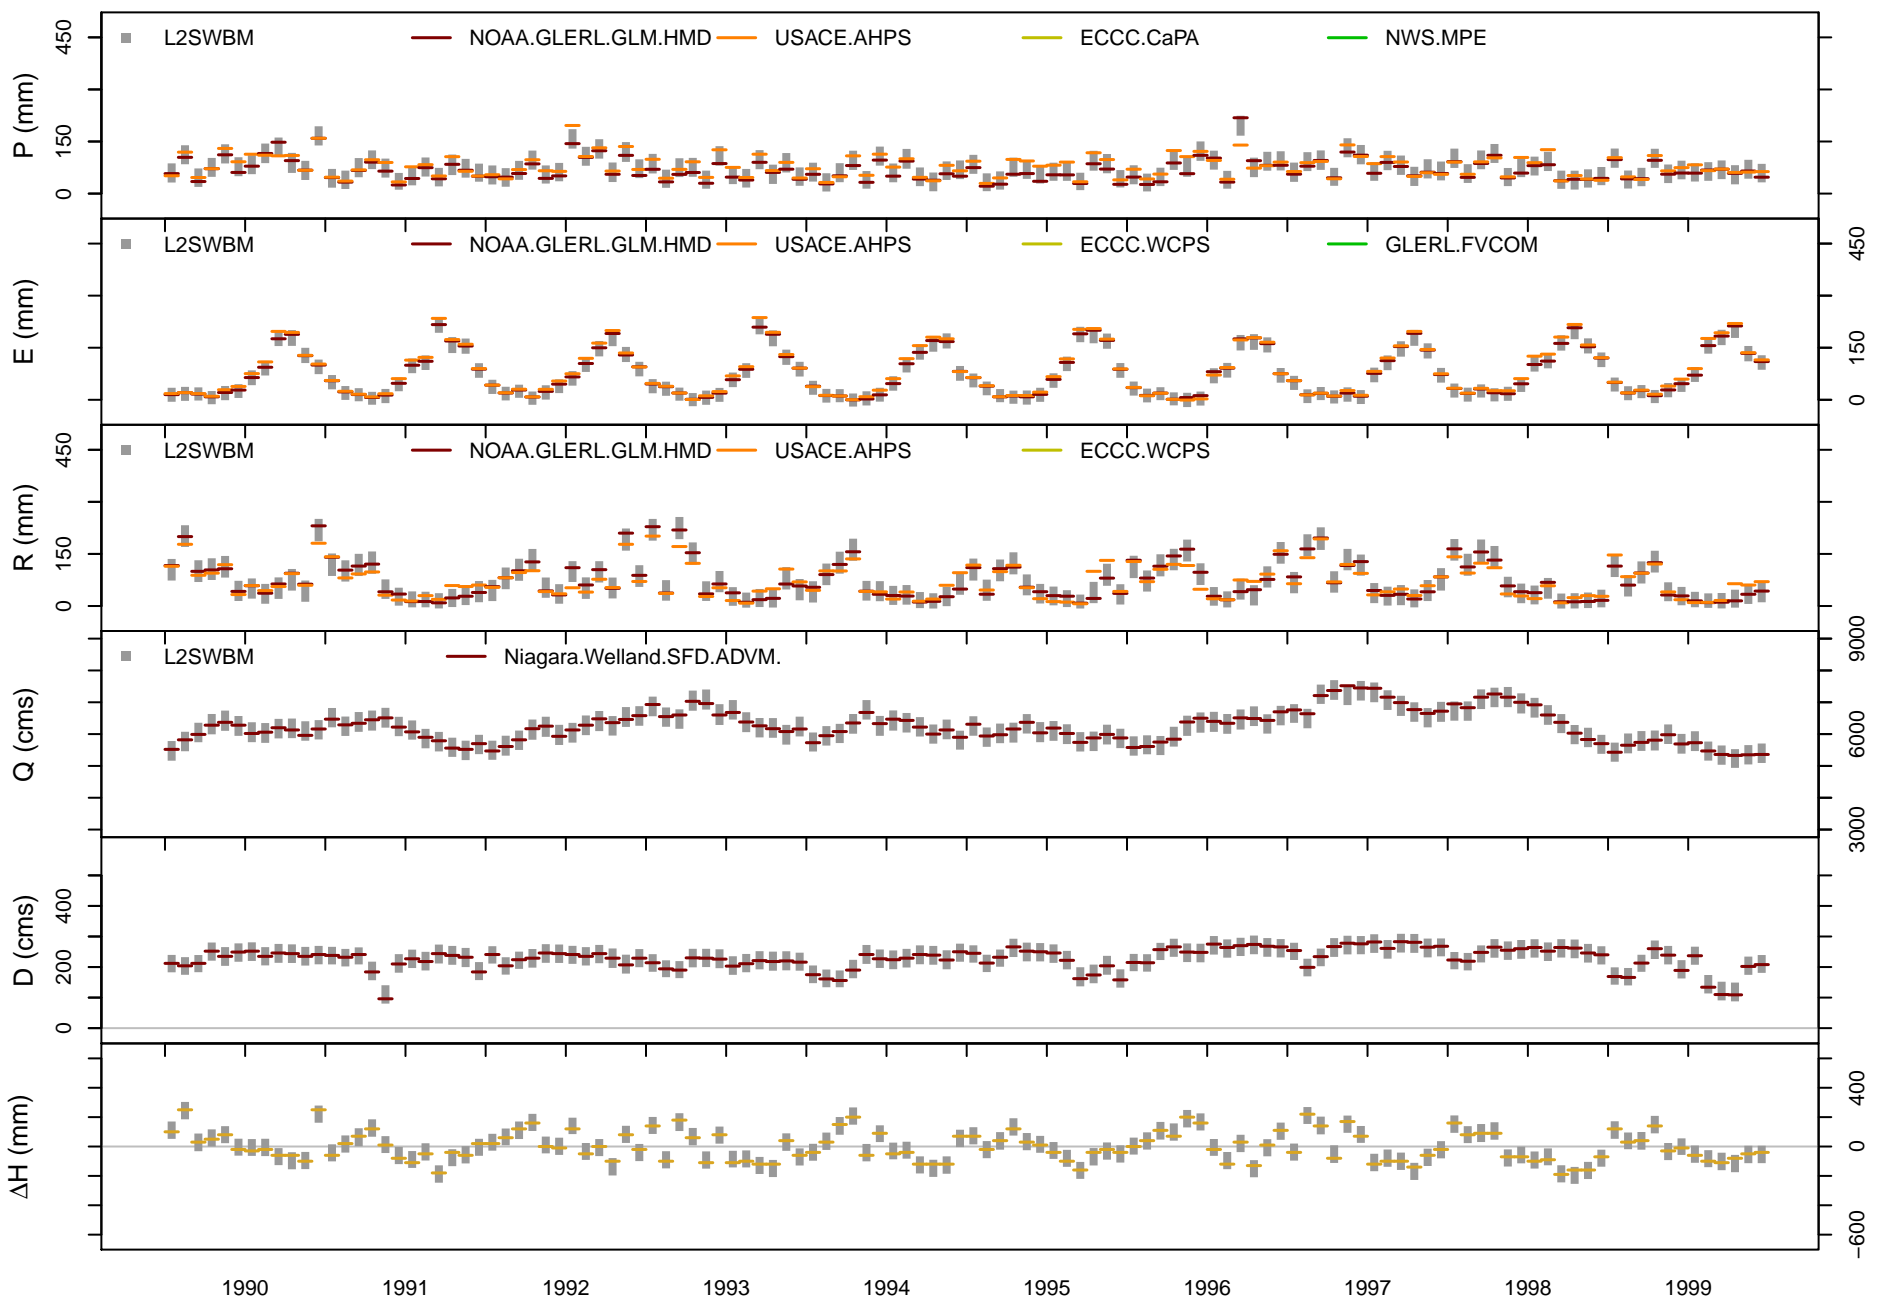 L2SWBM NOAA.GLERL.GLM.HMD USACE.AHPS ECCC.CaPA NWS.MPE
P (mm)
0 150 450
L2SWBM NOAA.GLERL.GLM.HMD USACE.AHPS ECCC.WCPS GLERL.FVCOM
E (mm)
0 150 450
L2SWBM NOAA.GLERL.GLM.HMD USACE.AHPS ECCC.WCPS
R (mm)
0 150 450
L2SWBM Niagara.Welland.SFD.ADVM.
Q (cms)
3000 6000 9000
D (cms)
0 200 400
ΔH (mm)
−600 0 400
1990 1991 1992 1993 1994 1995 1996 1997 1998 1999